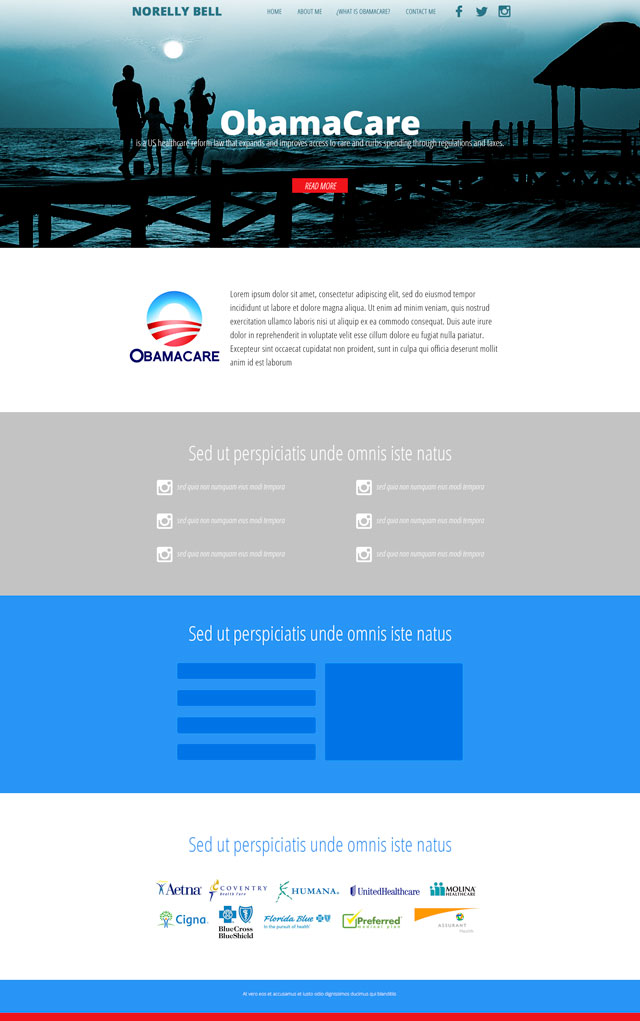 NORELLY BELL
HOME
ABOUT ME
¿WHAT IS OBAMACARE?
CONTACT ME
ObamaCare
is a US healthcare reform law that expands and improves access to care and curbs spending through regulations and taxes.
READ MORE
OBAMACARE
Lorem ipsum dolor sit amet, consectetur adipiscing elit, sed do eiusmod tempor
incididunt ut labore et dolore magna aliqua. Ut enim ad minim veniam, quis nostrud
exercitation ullamco laboris nisi ut aliquip ex ea commodo consequat. Duis aute irure
dolor in reprehenderit in voluptate velit esse cillum dolore eu fugiat nulla pariatur.
Excepteur sint occaecat cupidatat non proident, sunt in culpa qui officia deserunt mollit
anim id est laborum
Sed ut perspiciatis unde omnis iste natus
sed quia non numquam eius modi tempora
sed quia non numquam eius modi tempora
sed quia non numquam eius modi tempora
sed quia non numquam eius modi tempora
sed quia non numquam eius modi tempora
sed quia non numquam eius modi tempora
Sed ut perspiciatis unde omnis iste natus
Sed ut perspiciatis unde omnis iste natus
Aetna
COVENTRY
Health Care
HUMANA
UnitedHealthcare
MOLINA
HEALTHCARE
Cigna
BlueCross
BlueShield
Florida Blue
In the pursuit of health
Preferred
medical plan
ASSURANT
Health
At vero eos et accusamus et iusto odio dignissimos ducimus qui blanditiis